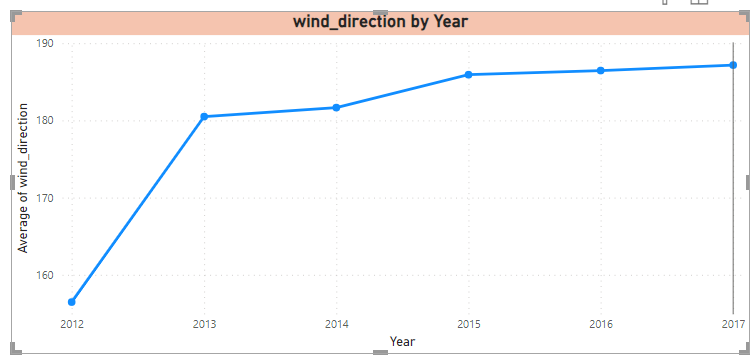 wind_direction by Year
Average of wind_direction
190
180
170
160
2012 2013 2014 2015 2016 2017
Year